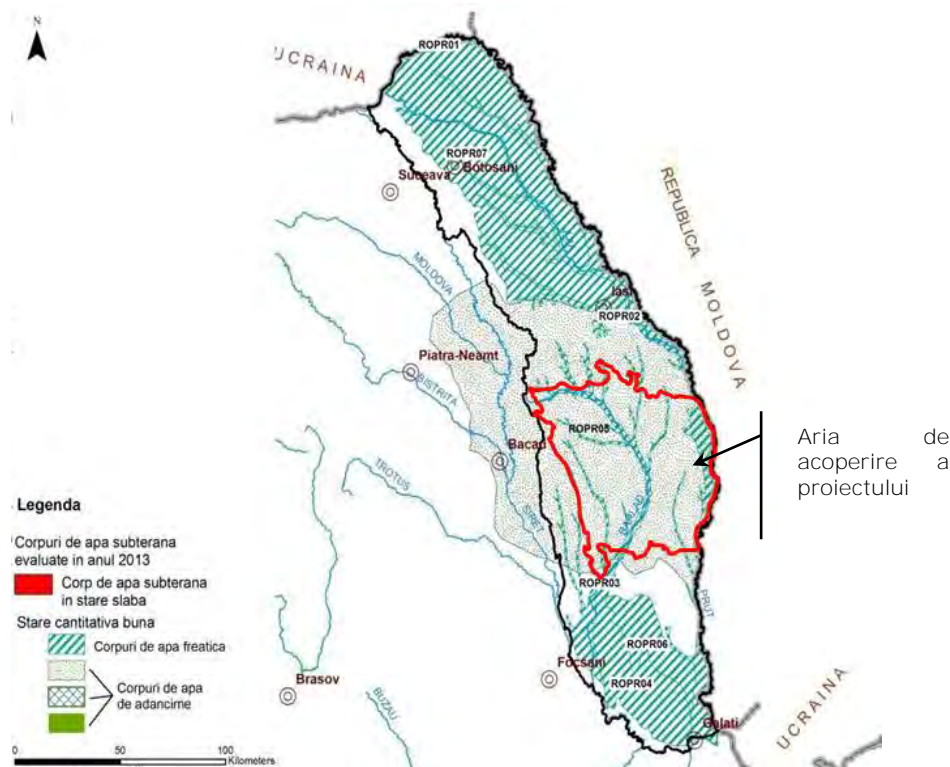 N
ROPR01
UCRAINA
ROPR07
Botosani
Suceava
REPUBLICA MOLDOVA
MOLDOVA
Iasi
ROPR02
Piatra-Neamt
BISTRITA
ROPR05
Bacau
Aria de
acoperire a
proiectului
TROTUS
SIRET
BARLAD
Legenda
Corpuri de apa subterana
evaluate in anul 2013
Corp de apa subterana
in stare slaba
Stare cantitativa buna
Corpuri de apa freatica
Corpuri de apa
de adancime
ROPR03
PRUT
ROPR06
Focsani
ROPR04
Brasov
BUZAU
Galati
UCRAINA
0 50 100
Kilometers